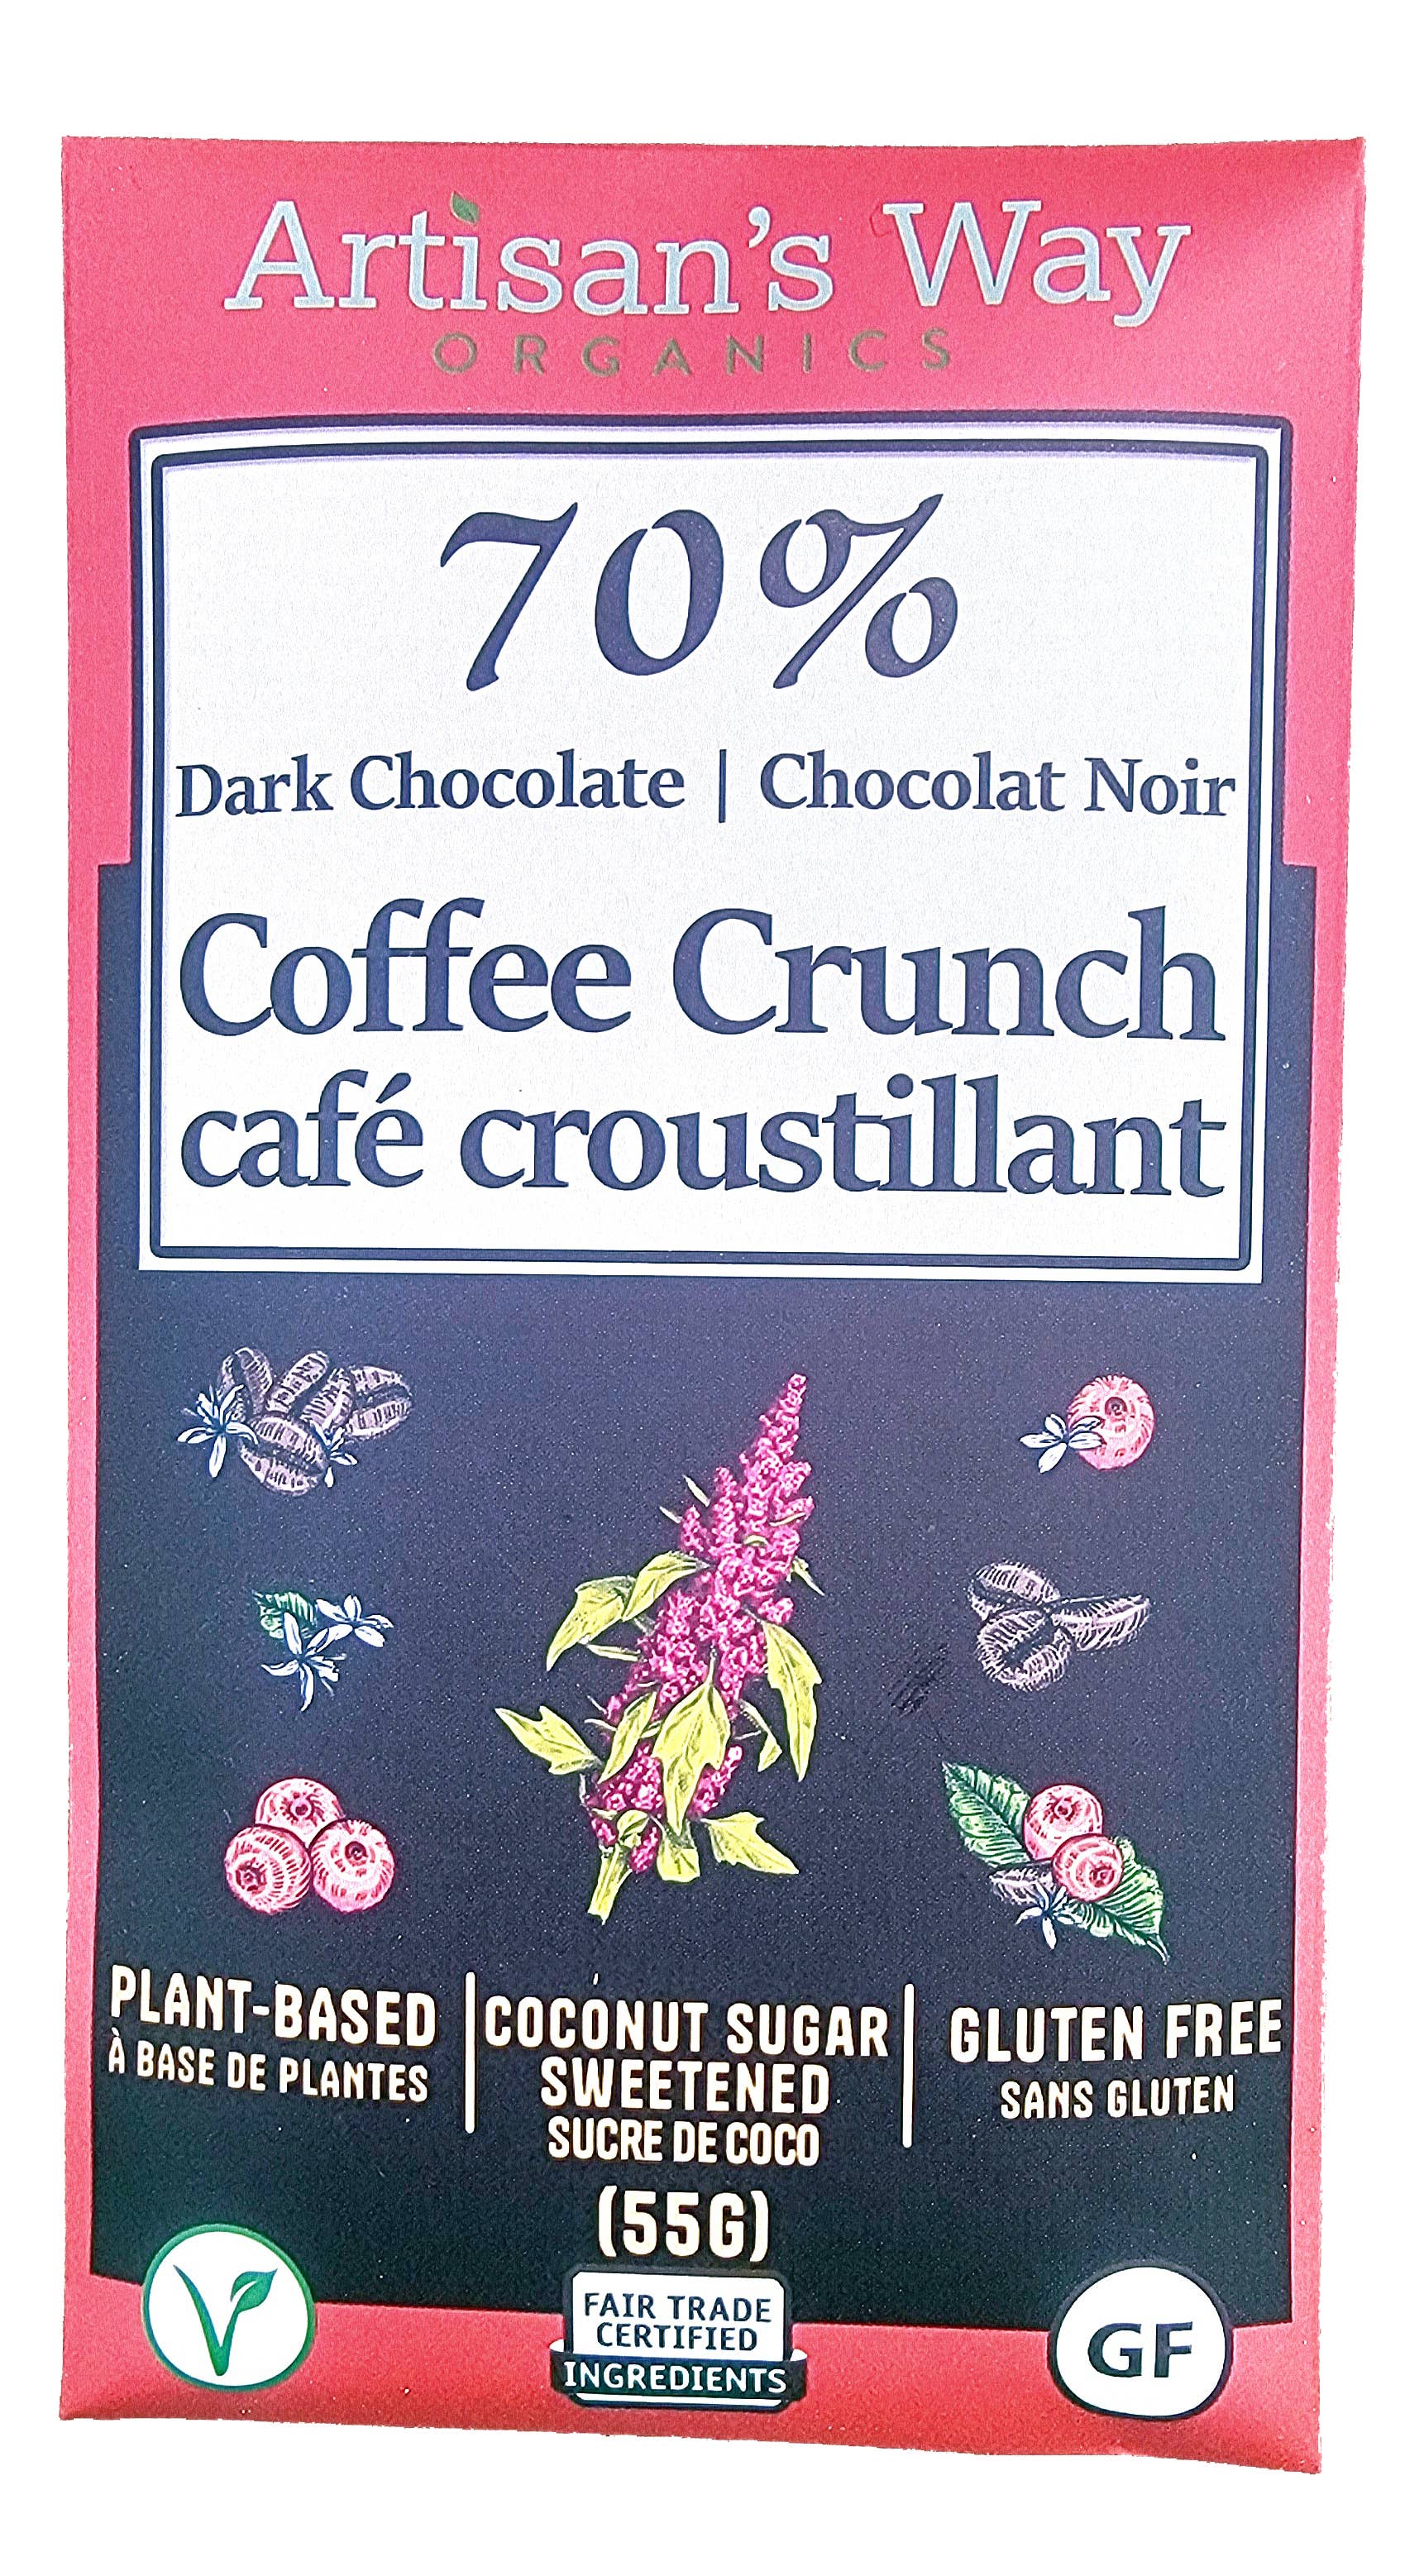 Artisan's Way
ORGANICS
70%
Dark Chocolate | Chocolat Noir
Coffee Crunch
café croustillant
PLANT-BASED
À BASE DE PLANTES
COCONUT SUGAR
SWEETENED
SUCRE DE COCO
GLUTEN FREE
SANS GLUTEN
(55G)
FAIR TRADE
CERTIFIED
INGREDIENTS
GF